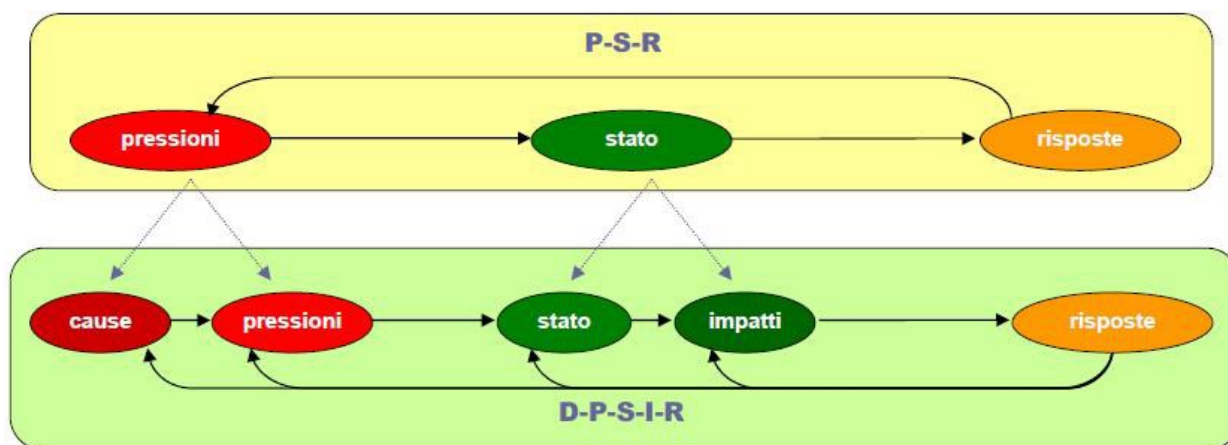 P-S-R
pressioni stato risposte
cause pressioni stato impatti risposte
D-P-S-I-R